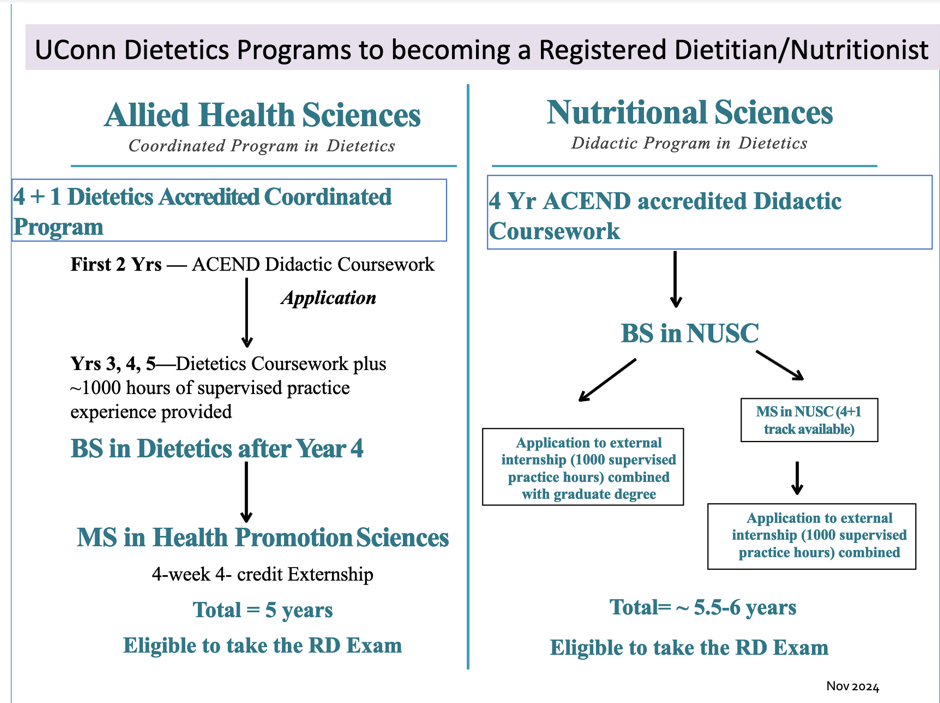 UConn Dietetics Programs to becoming a Registered Dietitian/Nutritionist
Allied Health Sciences
Coordinated Program in Dietetics
4 + 1 Dietetics Accredited Coordinated
Program
First 2 Yrs — ACEND Didactic Coursework
Application
Yrs 3, 4, 5—Dietetics Coursework plus
~1000 hours of supervised practice
experience provided
BS in Dietetics after Year 4
MS in Health Promotion Sciences
4-week 4- credit Externship
Total = 5 years
Eligible to take the RD Exam
Nutritional Sciences
Didactic Program in Dietetics
4 Yr ACEND accredited Didactic
Coursework
BS in NUSC
Application to external
internship (1000 supervised
practice hours) combined
with graduate degree
MS in NUSC (4+1
track available)
Application to external
internship (1000 supervised
practice hours) combined
Total= ~ 5.5-6 years
Eligible to take the RD Exam
Nov 2024